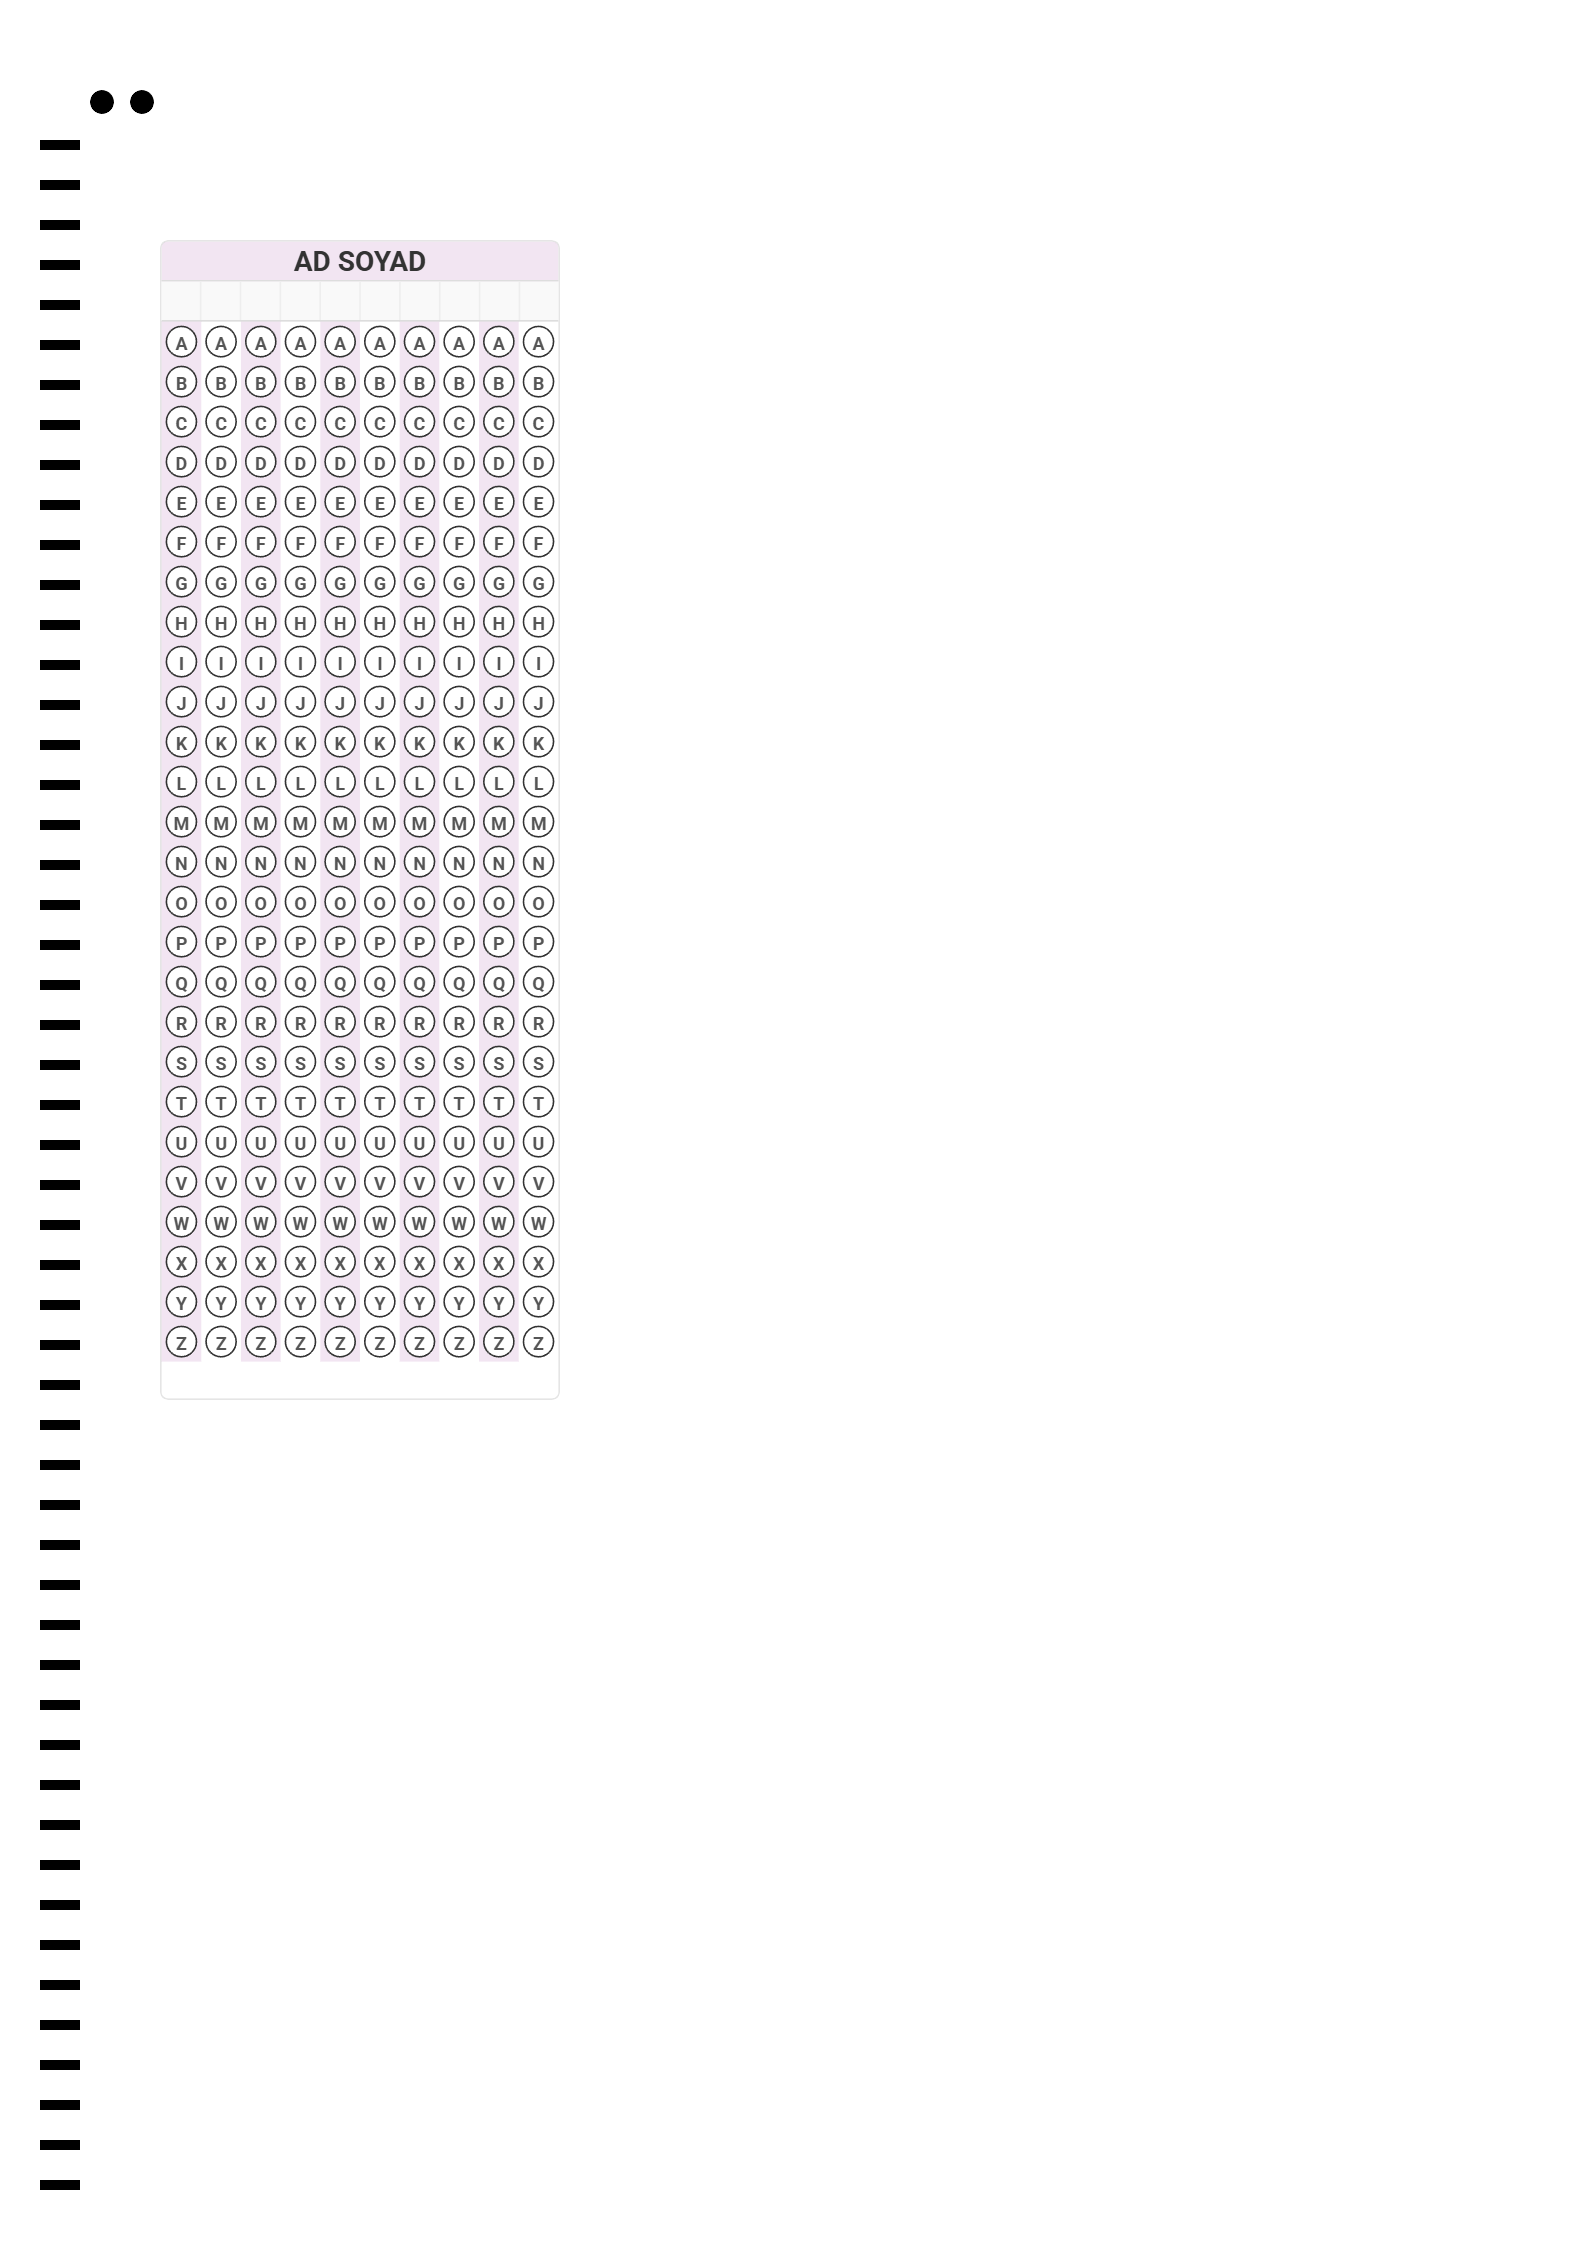 AD SOYAD
A A A A A A A A A A
B B B B B B B B B B
C C C C C C C C C C
D D D D D D D D D D
E E E E E E E E E E
F F F F F F F F F F
G G G G G G G G G G
H H H H H H H H H H
I I I I I I I I I I
J J J J J J J J J J
K K K K K K K K K K
L L L L L L L L L L
M M M M M M M M M M
N N N N N N N N N N
O O O O O O O O O O
P P P P P P P P P P
Q Q Q Q Q Q Q Q Q Q
R R R R R R R R R R
S S S S S S S S S S
T T T T T T T T T T
U U U U U U U U U U
V V V V V V V V V V
W W W W W W W W W W
X X X X X X X X X X
Y Y Y Y Y Y Y Y Y Y
Z Z Z Z Z Z Z Z Z Z